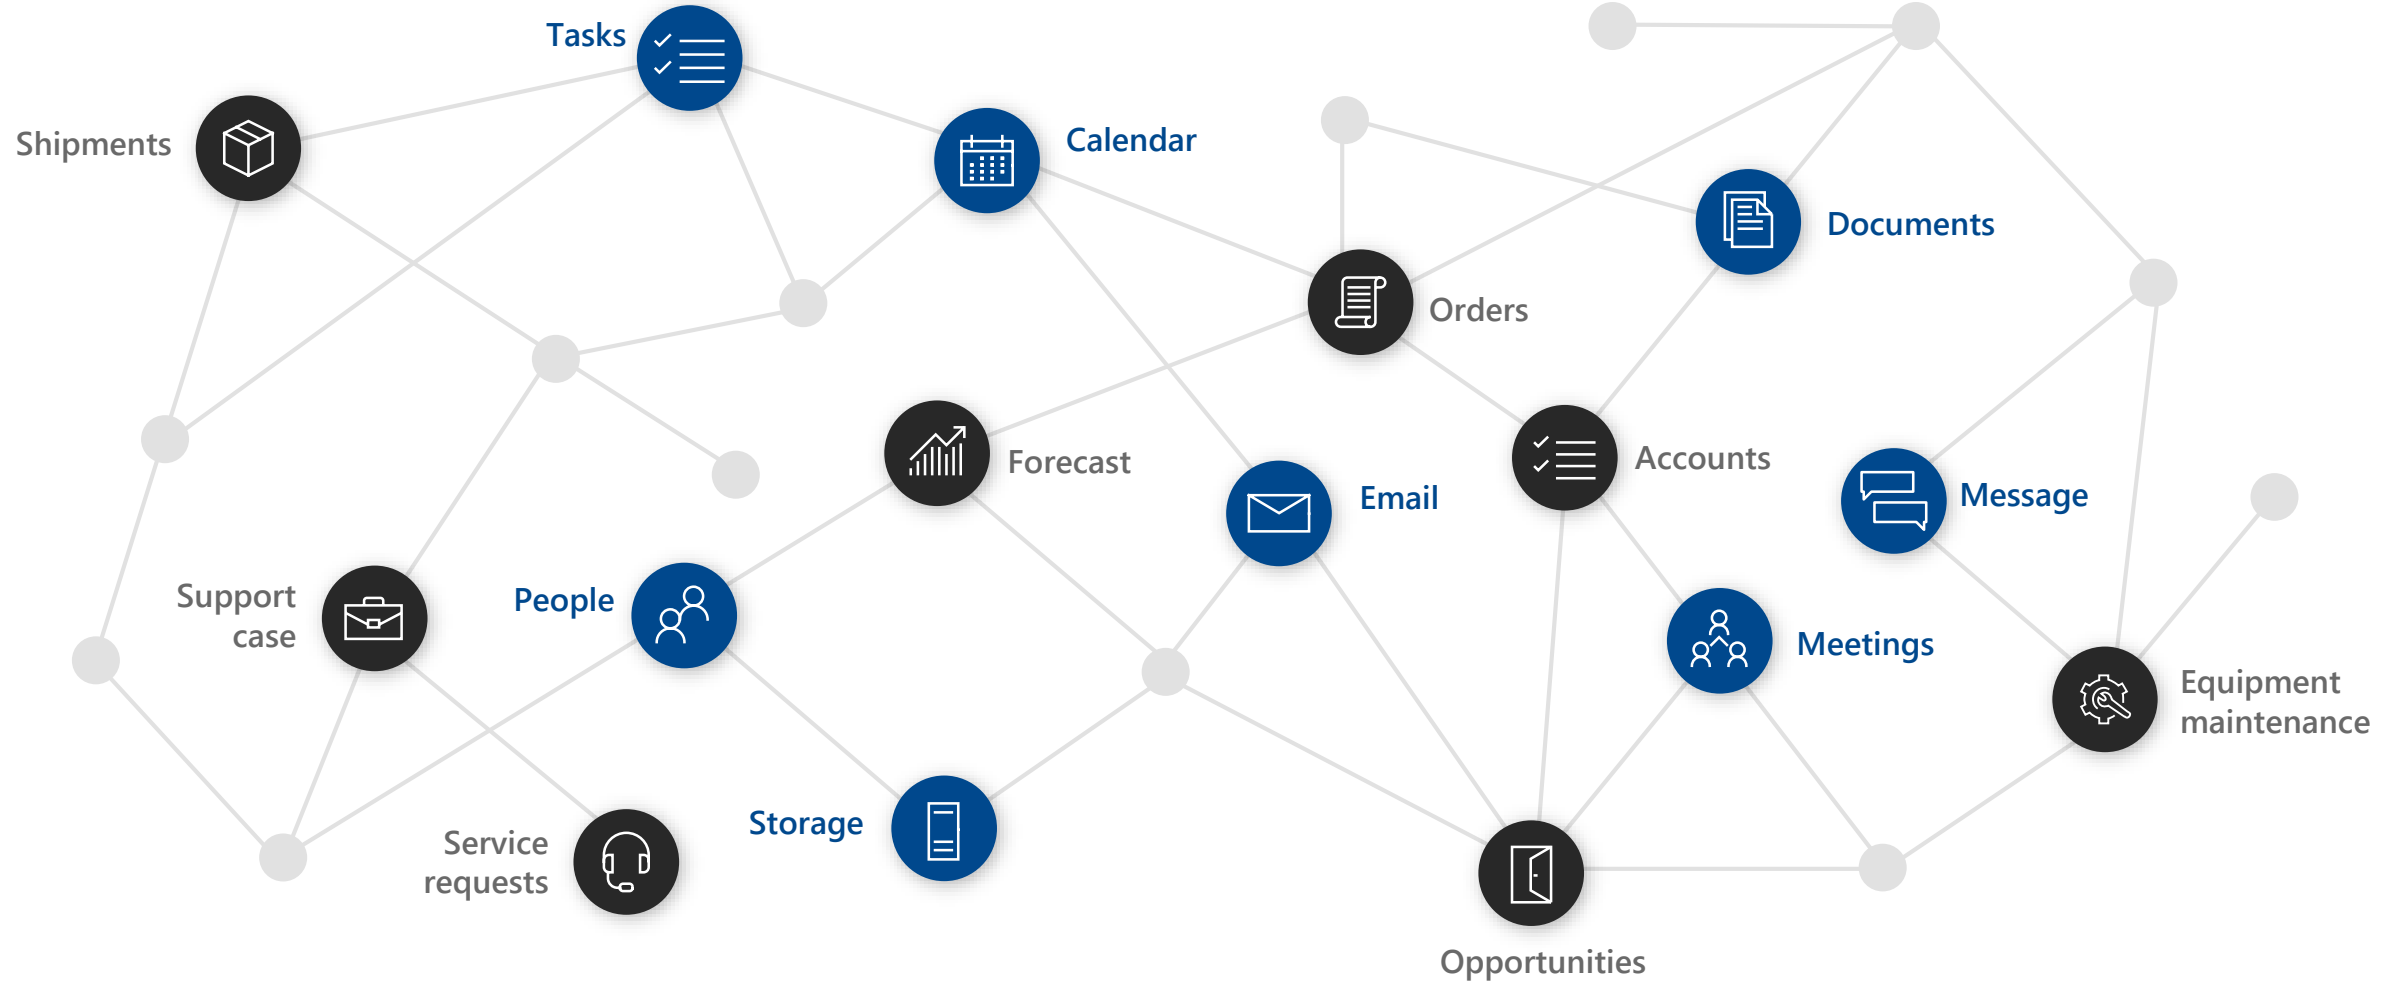 Tasks
Shipments
Calendar
Documents
Orders
Forecast
Email
Accounts
Message
Support
case
People
Meetings
Equipment
maintenance
Storage
Service
requests
Opportunities